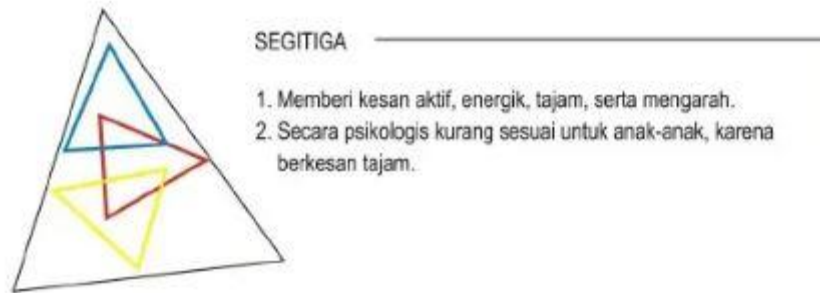 SEGITIGA
1. Memberi kesan aktif, energik, tajam, serta mengarah.
2. Secara psikologis kurang sesuai untuk anak-anak, karena
berkesan tajam.